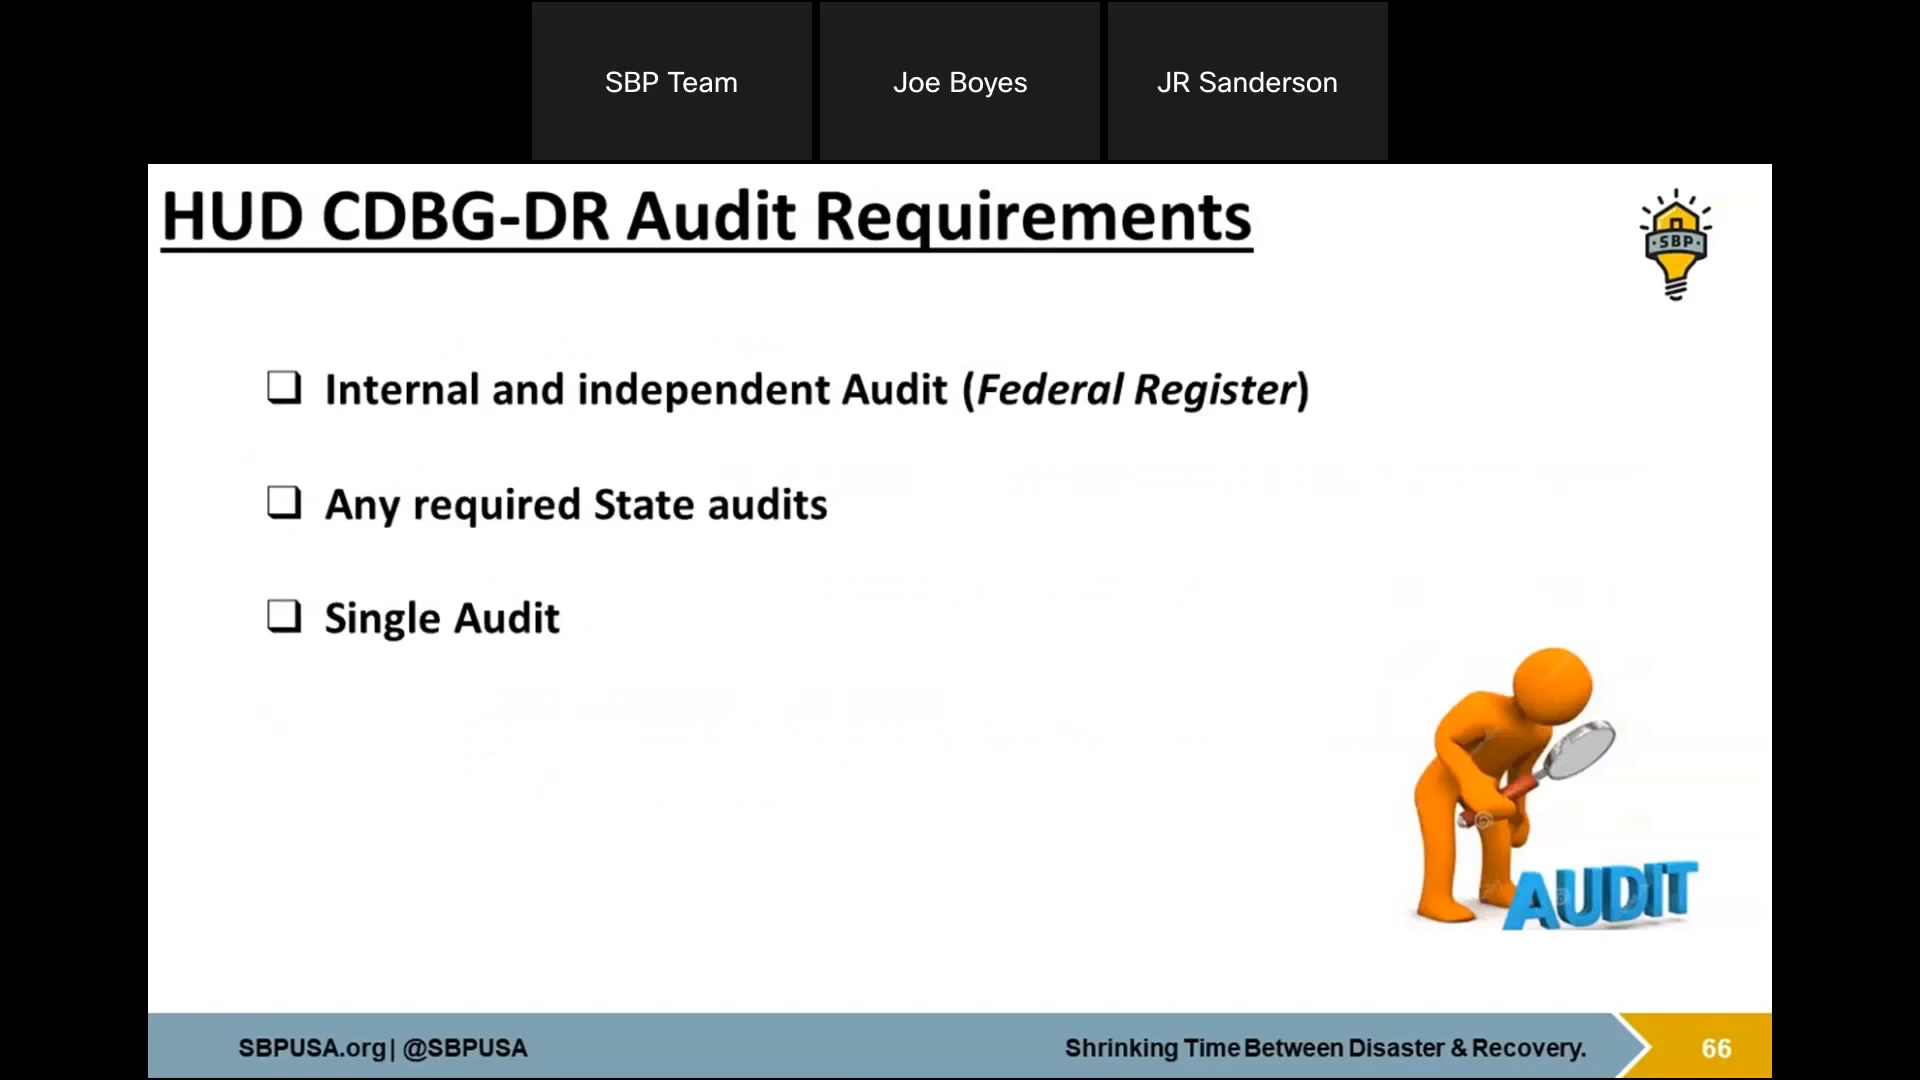 SBP Team
Joe Boyes
JR Sanderson
HUD CDBG-DR Audit Requirements
·SBP·
❑ Internal and independent Audit (Federal Register)
❑ Any required State audits
❑ Single Audit
AUDIT
SBPUSA.org| @SBPUSA
Shrinking Time Between Disaster & Recovery.
66